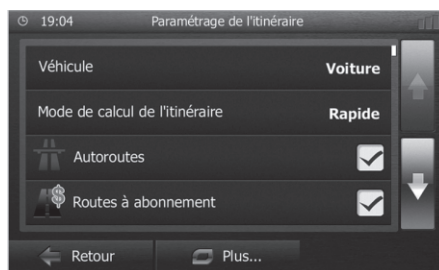 19:04 Paramétrage de l'itinéraire
Véhicule Voiture
Mode de calcul de l'itinéraire Rapide
Autoroutes
$ Routes à abonnement
Retour Plus...